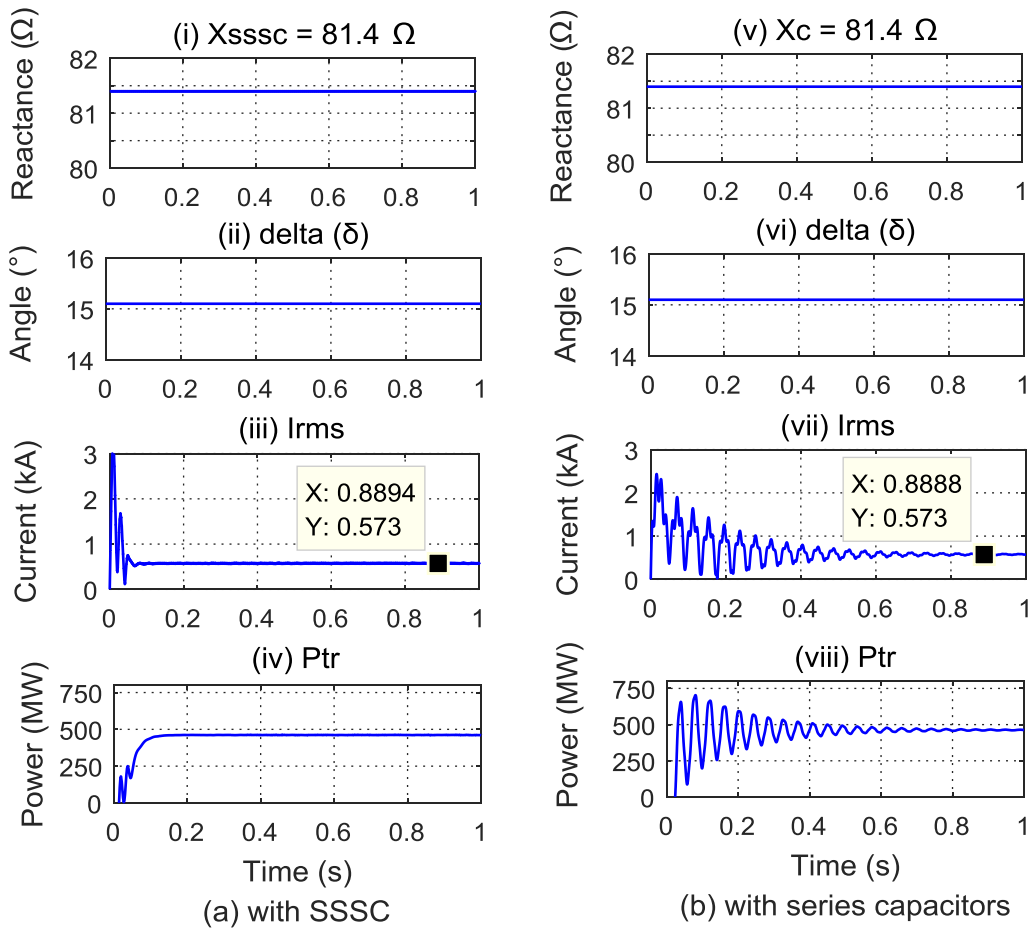 (i) Xsssc = 81.4 Ω
Reactance (Ω)
82
81
80
0 0.2 0.4 0.6 0.8 1
(ii) delta (δ)
Angle (°)
16
15
14
0 0.2 0.4 0.6 0.8 1
(iii) Irms
Current (kA)
3
2
1
0
X: 0.8894
Y: 0.573
0 0.2 0.4 0.6 0.8 1
(iv) Ptr
Power (MW)
750
500
250
0
0 0.2 0.4 0.6 0.8 1
Time (s)
(a) with SSSC
(v) Xc = 81.4 Ω
Reactance (Ω)
82
81
80
0 0.2 0.4 0.6 0.8 1
(vi) delta (δ)
Angle (°)
16
15
14
0 0.2 0.4 0.6 0.8 1
(vii) Irms
Current (kA)
3
2
1
0
X: 0.8888
Y: 0.573
0 0.2 0.4 0.6 0.8 1
(viii) Ptr
Power (MW)
750
500
250
0
0 0.2 0.4 0.6 0.8 1
Time (s)
(b) with series capacitors